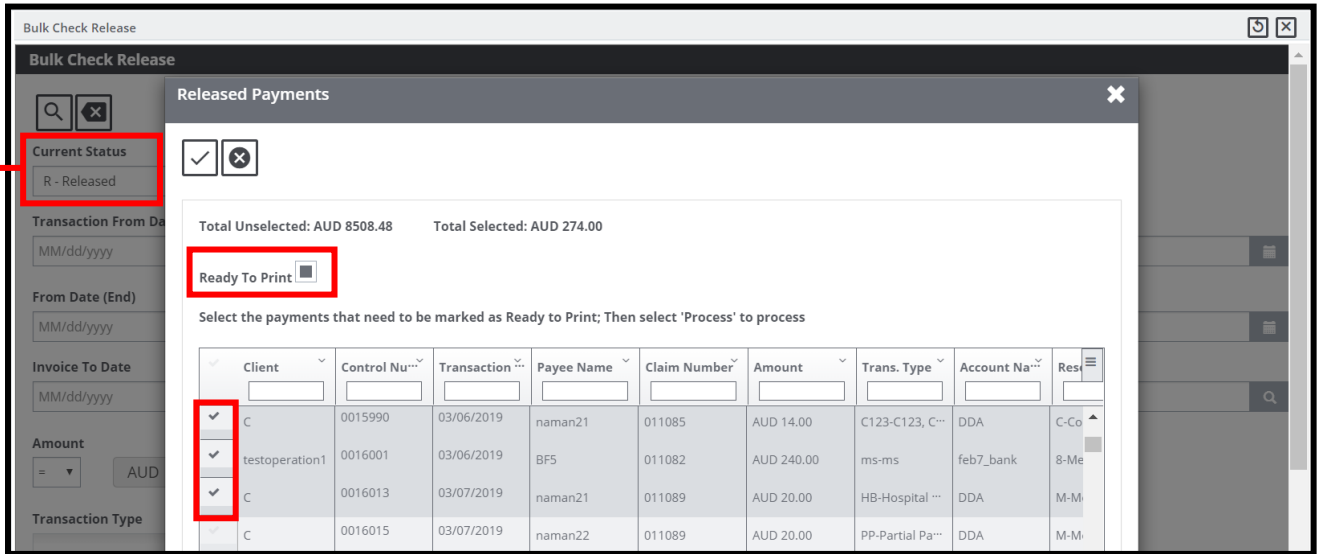 Bulk Check Release
Bulk Check Release
Released Payments
Current Status
R - Released
Transaction From Da
MM/dd/yyyy
Total Unselected: AUD 8508.48 Total Selected: AUD 274.00
Ready To Print
From Date (End)
MM/dd/yyyy
Select the payments that need to be marked as Ready to Print; Then select 'Process' to process
Invoice To Date
MM/dd/yyyy
Amount
= AUD
Transaction Type
Client Control Nu··· Transaction ··· Payee Name Claim Number Amount Trans. Type Account Na··· Rese
C 0015990 03/06/2019 naman21 011085 AUD 14.00 C123-C123, C··· DDA C-Co
testoperation1 0016001 03/06/2019 BF5 011082 AUD 240.00 ms-ms feb7_bank 8-Me
C 0016013 03/07/2019 naman21 011089 AUD 20.00 HB-Hospital ··· DDA M-M
C 0016015 03/07/2019 naman22 011089 AUD 20.00 PP-Partial Pa··· DDA M-M